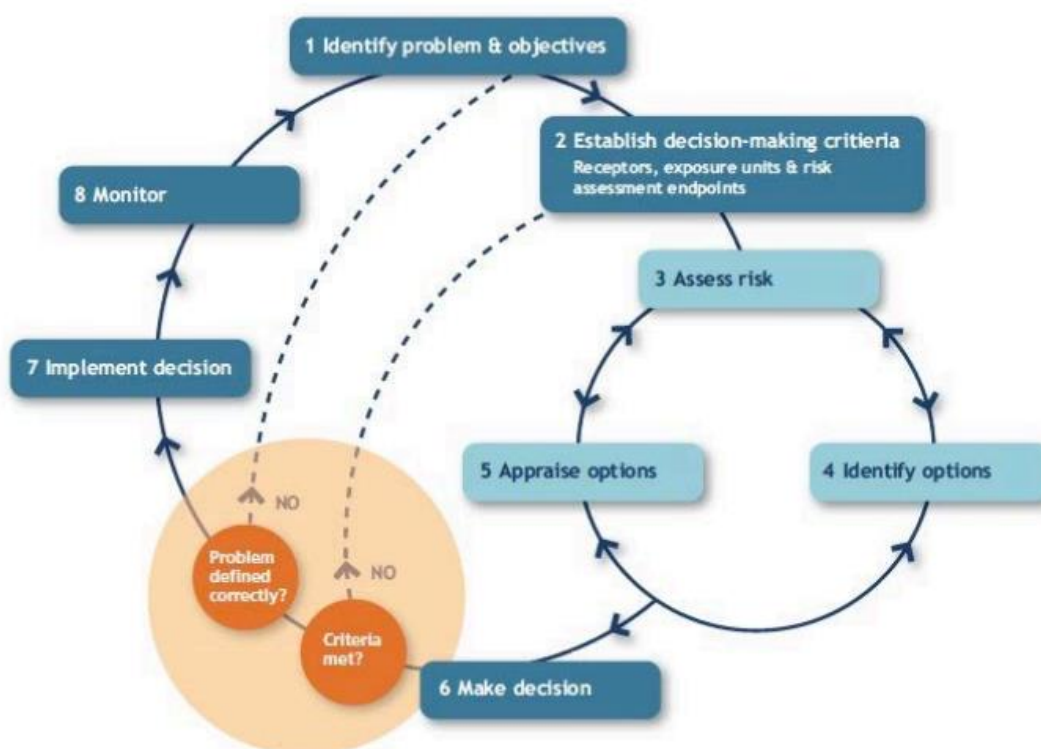 1 Identify problem & objectives
2 Establish decision-making critieria
Receptors, exposure units & risk
assessment endpoints
8 Monitor
3 Assess risk
7 Implement decision
5 Appraise options
4 Identify options
NO
Problem
defined
correctly?
NO
Criteria
met?
6 Make decision